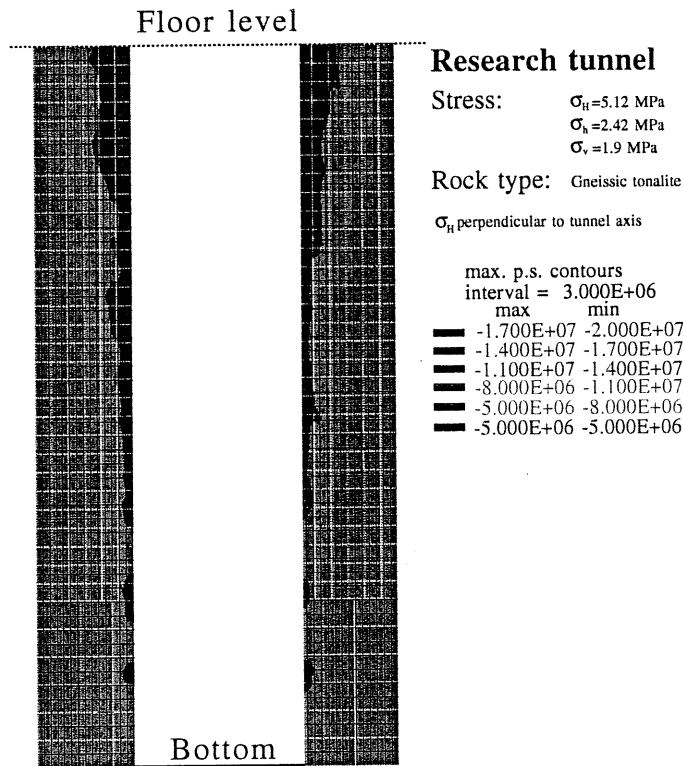 Floor level
Research tunnel
Stress: σH=5.12 MPa
σh=2.42 MPa
σv=1.9 MPa
Rock type: Gneissic tonalite
σH perpendicular to tunnel axis
max. p.s. contours
interval = 3.000E+06
max min
-1.700E+07 -2.000E+07
-1.400E+07 -1.700E+07
-1.100E+07 -1.400E+07
-8.000E+06 -1.100E+07
-5.000E+06 -8.000E+06
-5.000E+06 -5.000E+06
Bottom